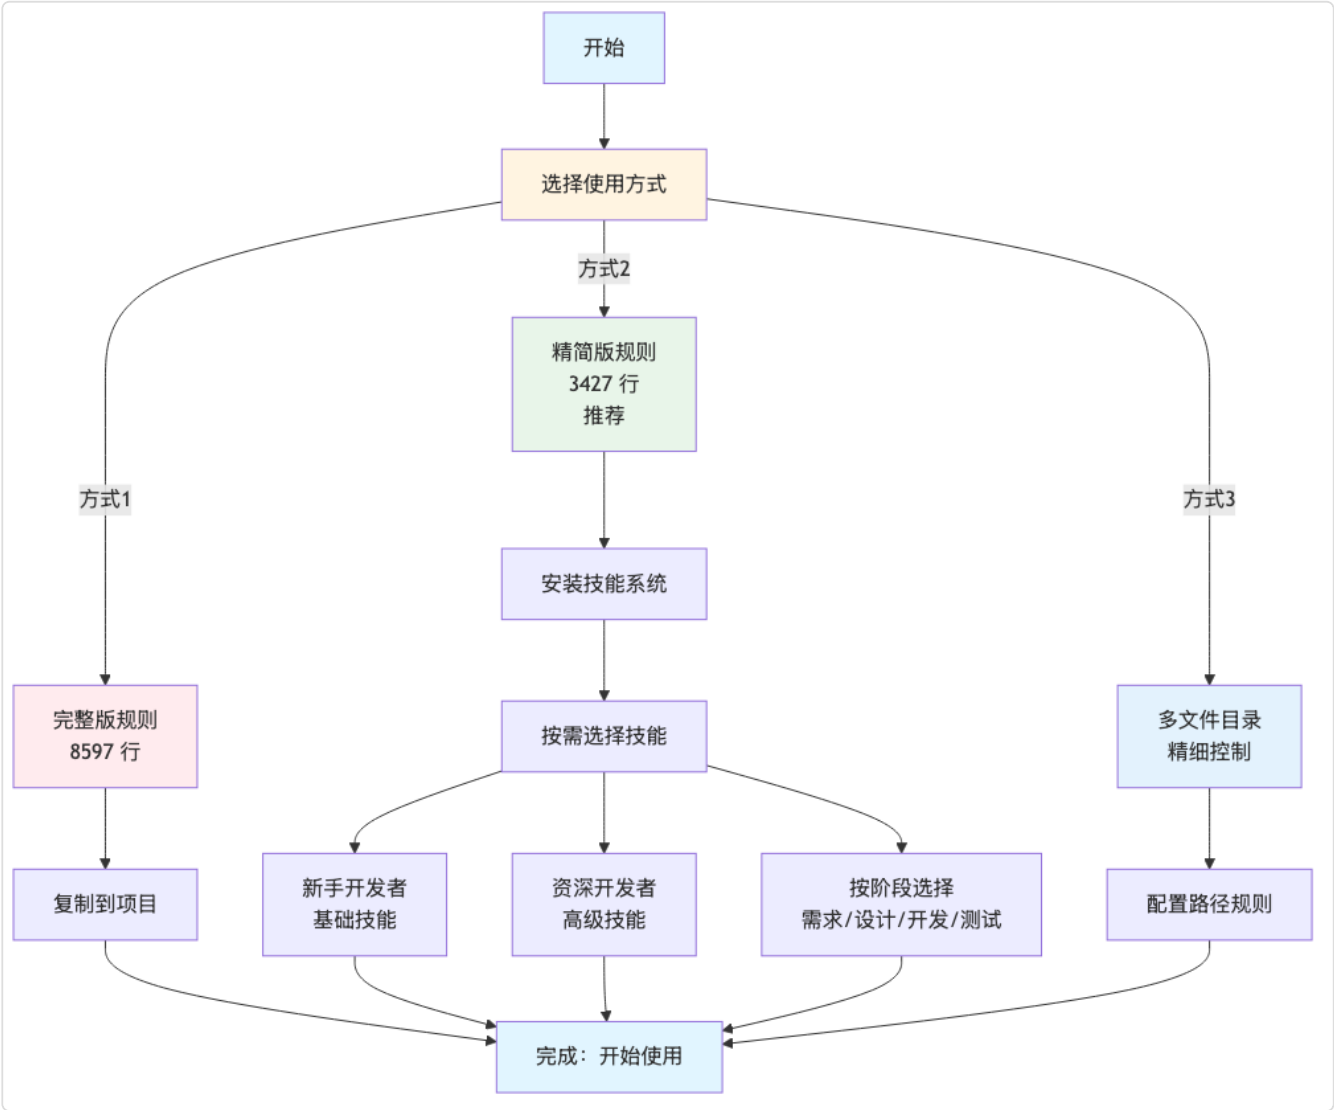 开始
选择使用方式
方式2
精简版规则
3427 行
推荐
方式1
方式3
安装技能系统
完整版规则
8597 行
按需选择技能
多文件目录
精细控制
复制到项目
新手开发者
基础技能
资深开发者
高级技能
按阶段选择
需求/设计/开发/测试
配置路径规则
完成：开始使用